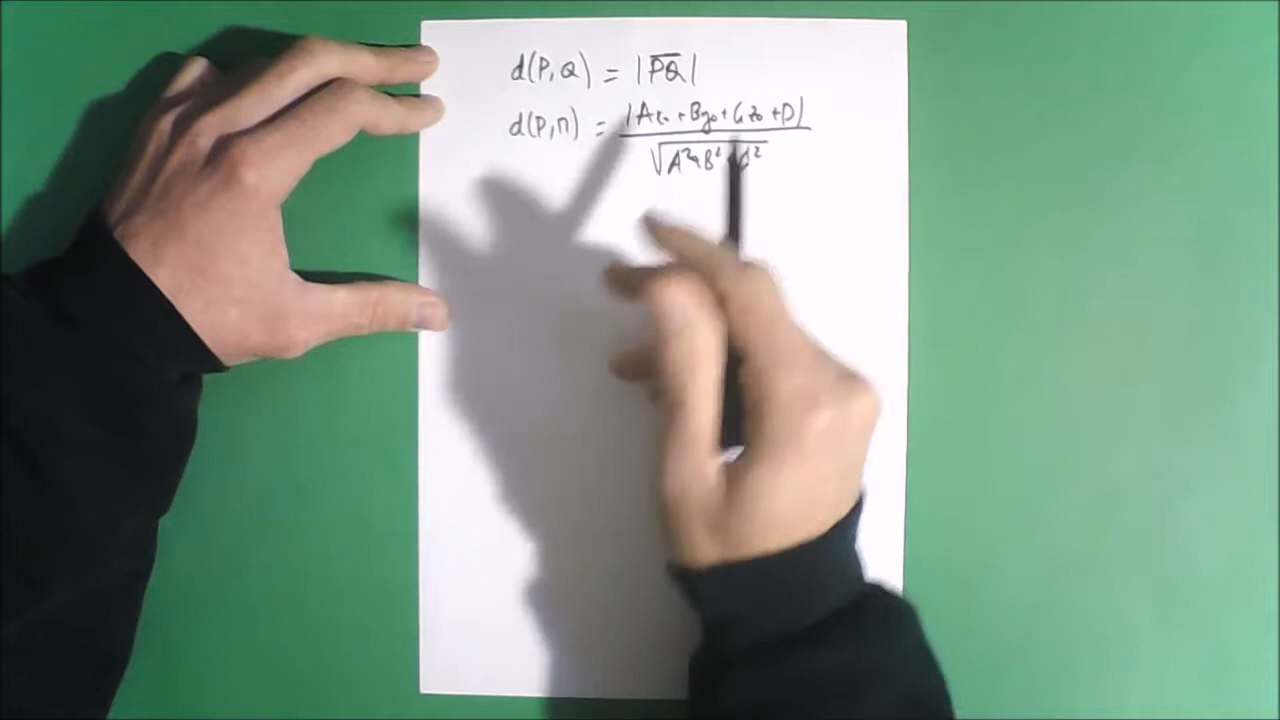 d(P,Q) = |PQ|
d(P,π) = |Ax₀+By₀+Cz₀+D|
√A²+B²+C²